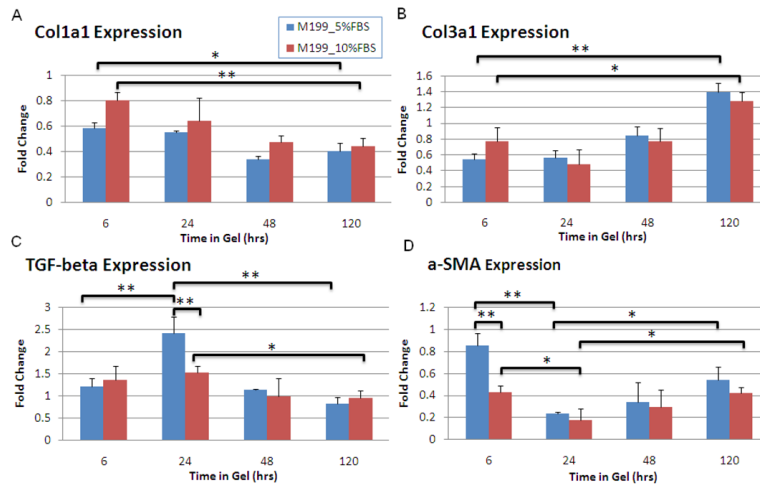 A
Col1a1 Expression
M199_5%FBS
M199_10%FBS
*
**
Fold Change
1
0.8
0.6
0.4
0.2
0
6 24 48 120
Time in Gel (hrs)
B
Col3a1 Expression
**
*
Fold Change
1.6
1.4
1.2
1
0.8
0.6
0.4
0.2
0
6 24 48 120
Time in Gel (hrs)
C
TGF-beta Expression
** **
**
*
Fold Change
3
2.5
2
1.5
1
0.5
0
6 24 48 120
Time in Gel (hrs)
D
a-SMA Expression
**
** *
*
*
Fold Change
1.2
1
0.8
0.6
0.4
0.2
0
6 24 48 120
Time in Gel (hrs)